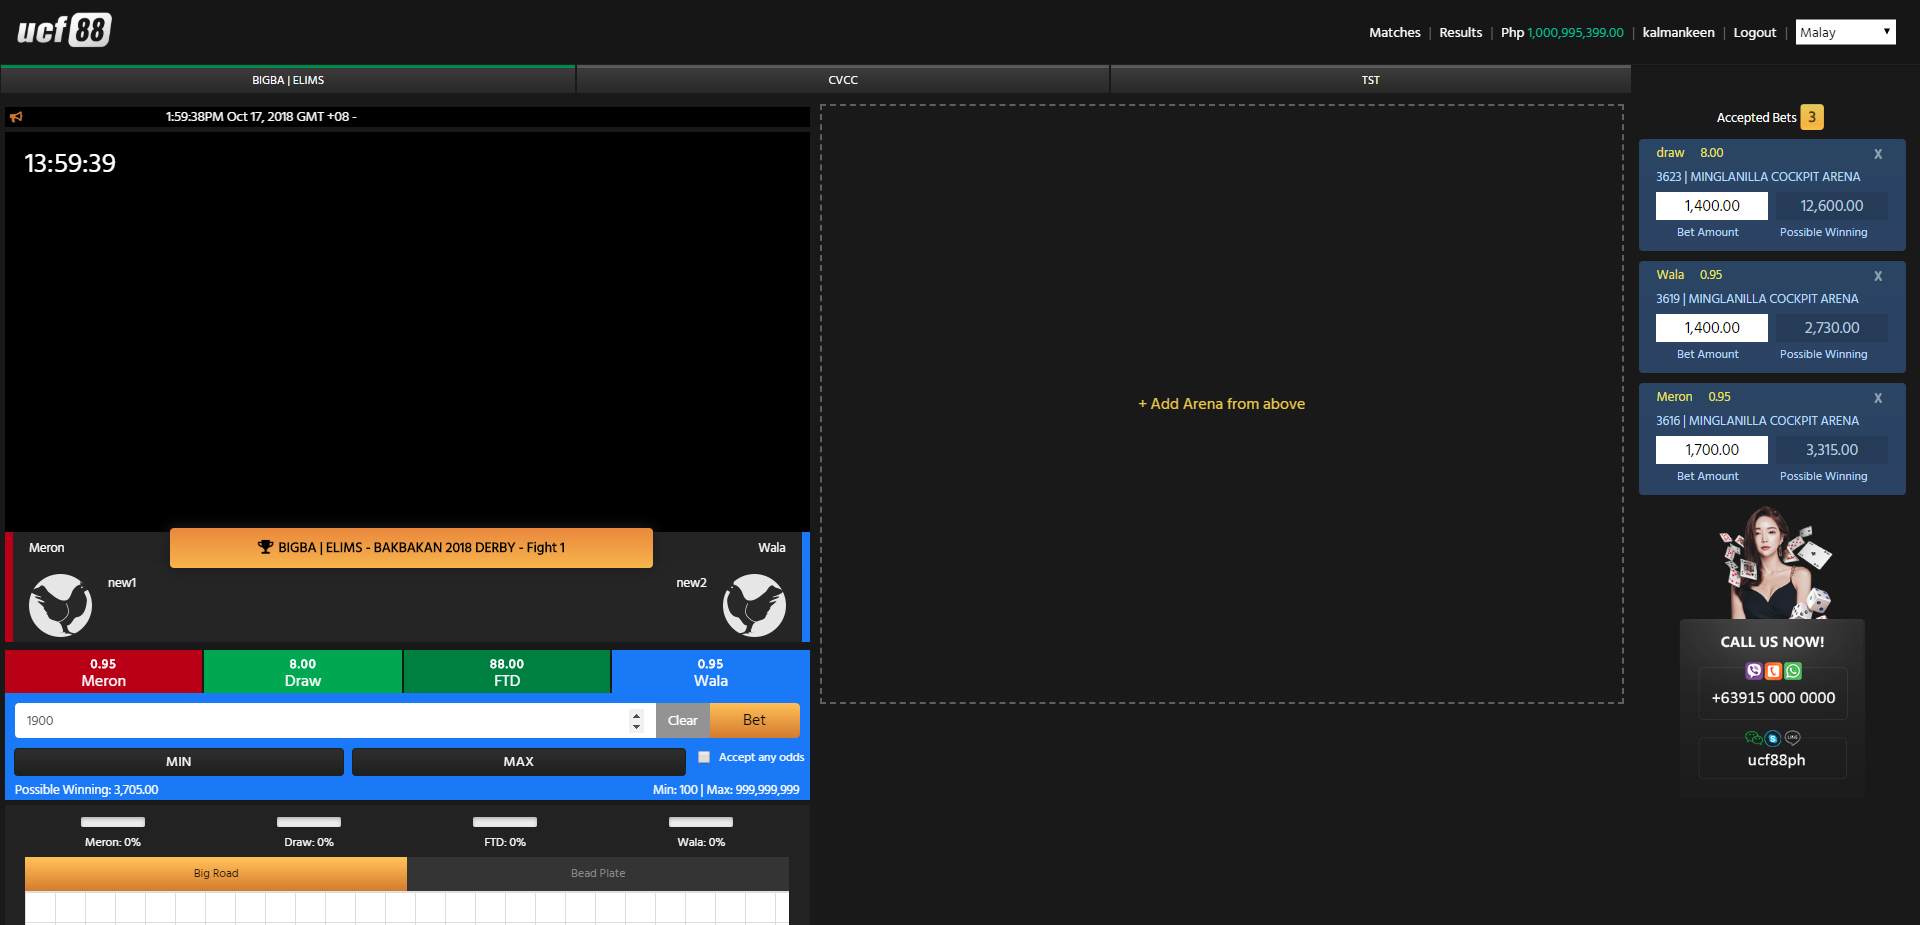 ucf88
Matches | Results | Php 1,000,995,399.00 | kalmankeen | Logout | Malay
BIGBA | ELIMS
CVCC
TST
1:59:38PM Oct 17, 2018 GMT +08 -
13:59:39
Meron
BIGBA | ELIMS - BAKBAKAN 2018 DERBY - Fight 1
Wala
new1
new2
0.95
Meron
8.00
Draw
88.00
FTD
0.95
Wala
1900
Clear
Bet
MIN
MAX
Accept any odds
Possible Winning: 3,705.00
Min: 100 | Max: 999,999,999
Meron: 0%
Draw: 0%
FTD: 0%
Wala: 0%
Big Road
Bead Plate
+ Add Arena from above
Accepted Bets 3
draw 8.00 X
3623 | MINGLANILLA COCKPIT ARENA
1,400.00 12,600.00
Bet Amount Possible Winning
Wala 0.95 X
3619 | MINGLANILLA COCKPIT ARENA
1,400.00 2,730.00
Bet Amount Possible Winning
Meron 0.95 X
3616 | MINGLANILLA COCKPIT ARENA
1,700.00 3,315.00
Bet Amount Possible Winning
CALL US NOW!
+63915 000 0000
LINE
ucf88ph